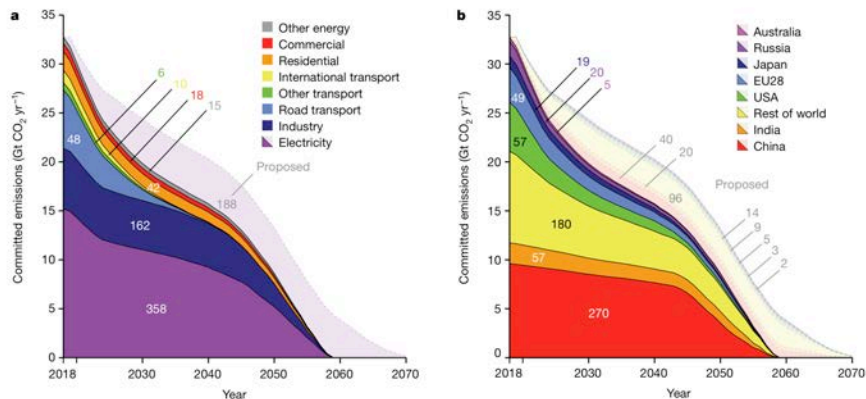 a
35
30
25
20
15
10
5
0
Committed emissions (Gt CO2 yr⁻¹)
2018
2030
2040
2050
2060
2070
Year
Other energy
Commercial
Residential
International transport
Other transport
Road transport
Industry
Electricity
6
10
18
15
48
42
162
358
188
Proposed
b
35
30
25
20
15
10
5
0
Committed emissions (Gt CO2 yr⁻¹)
2018
2030
2040
2050
2060
2070
Year
Australia
Russia
Japan
EU28
USA
Rest of world
India
China
19
20
5
49
57
180
57
270
40
20
96
Proposed
14
9
5
3
2